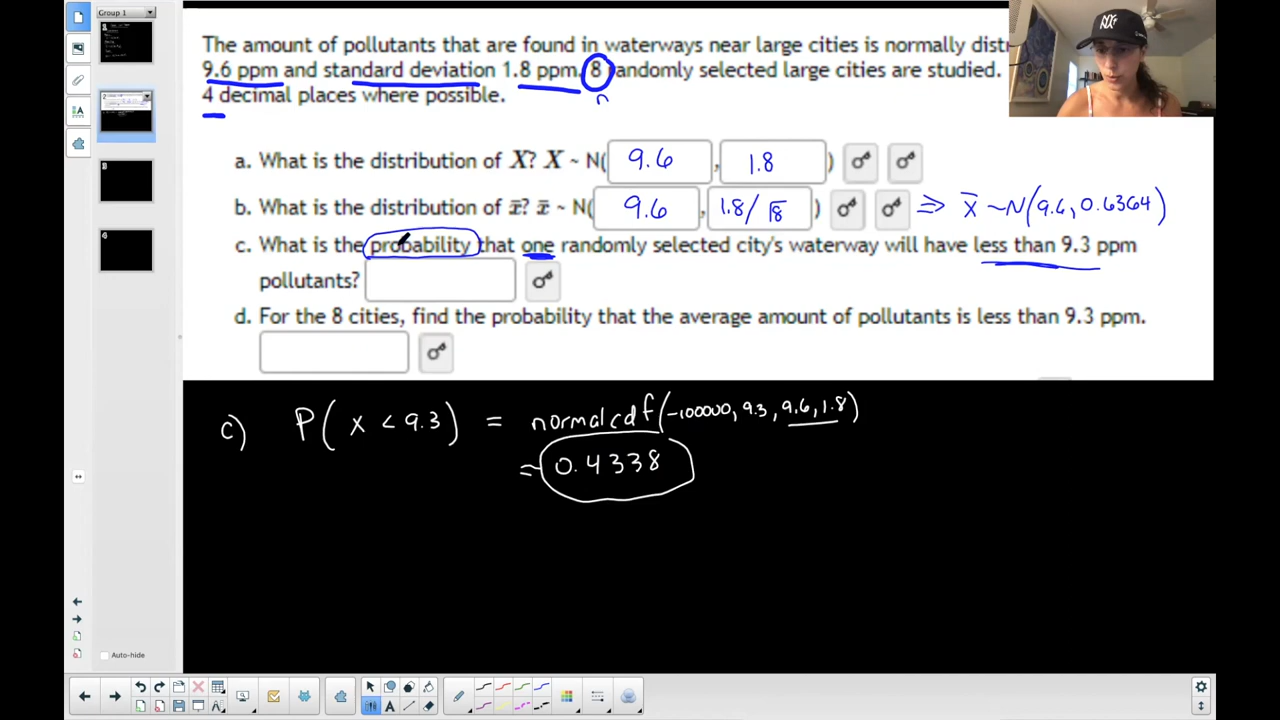 Group 1
The amount of pollutants that are found in waterways near large cities is normally distr
9.6 ppm and standard deviation 1.8 ppm. 8 randomly selected large cities are studied.
n
4 decimal places where possible.
a. What is the distribution of X? X ~ N( 9.6 , 1.8 )
b. What is the distribution of x̄? x̄ ~ N( 9.6 , 1.8/√8 ) ⇒ x̄ ~N(9.6, 0.6364)
c. What is the probability that one randomly selected city's waterway will have less than 9.3 ppm
pollutants?
d. For the 8 cities, find the probability that the average amount of pollutants is less than 9.3 ppm.
c) P( x < 9.3 ) = normalcdf(-100000, 9.3, 9.6, 1.8)
= 0.4338
Auto-hide